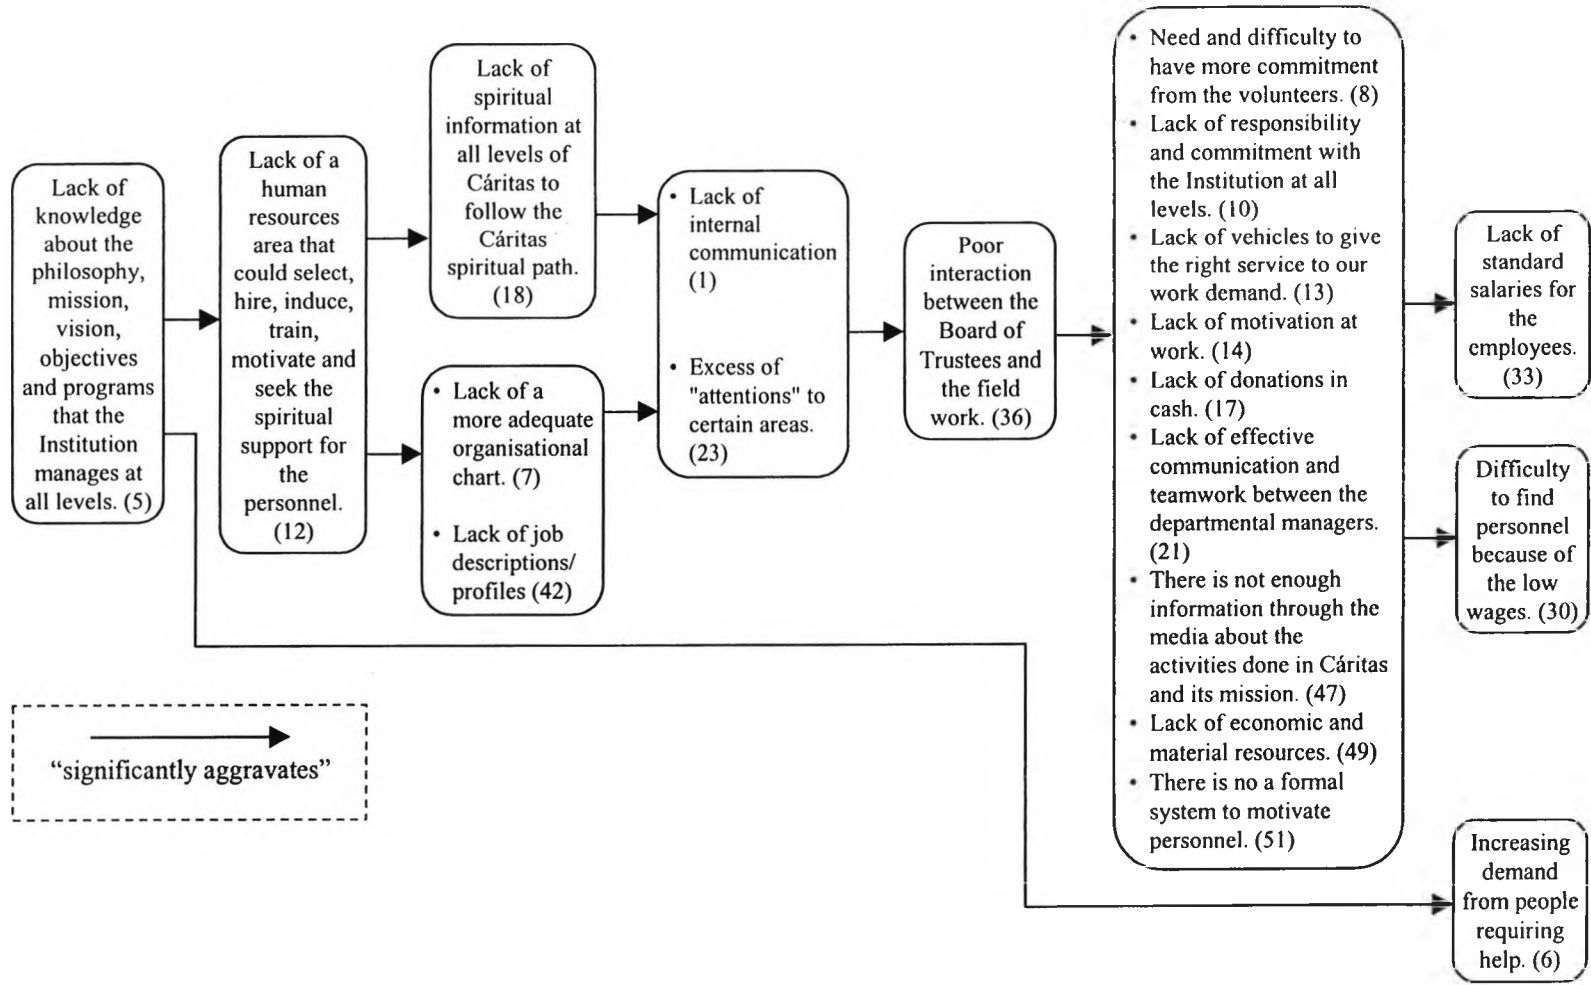 Lack of
knowledge
about the
philosophy,
mission,
vision,
objectives
and programs
that the
Institution
manages at
all levels. (5)
Lack of a
human
resources
area that
could select,
hire, induce,
train,
motivate and
seek the
spiritual
support for
the
personnel.
(12)
Lack of
spiritual
information at
all levels of
Cáritas to
follow the
Cáritas
spiritual path.
(18)
• Lack of a
more adequate
organisational
chart. (7)
• Lack of job
descriptions/
profiles (42)
• Lack of
internal
communication
(1)
• Excess of
"attentions" to
certain areas.
(23)
Poor
interaction
between the
Board of
Trustees and
the field
work. (36)
• Need and difficulty to
have more commitment
from the volunteers. (8)
• Lack of responsibility
and commitment with
the Institution at all
levels. (10)
• Lack of vehicles to give
the right service to our
work demand. (13)
• Lack of motivation at
work. (14)
• Lack of donations in
cash. (17)
• Lack of effective
communication and
teamwork between the
departmental managers.
(21)
• There is not enough
information through the
media about the
activities done in Cáritas
and its mission. (47)
• Lack of economic and
material resources. (49)
• There is no a formal
system to motivate
personnel. (51)
Lack of
standard
salaries for
the
employees.
(33)
Difficulty
to find
personnel
because of
the low
wages. (30)
Increasing
demand
from people
requiring
help. (6)
“significantly aggravates”